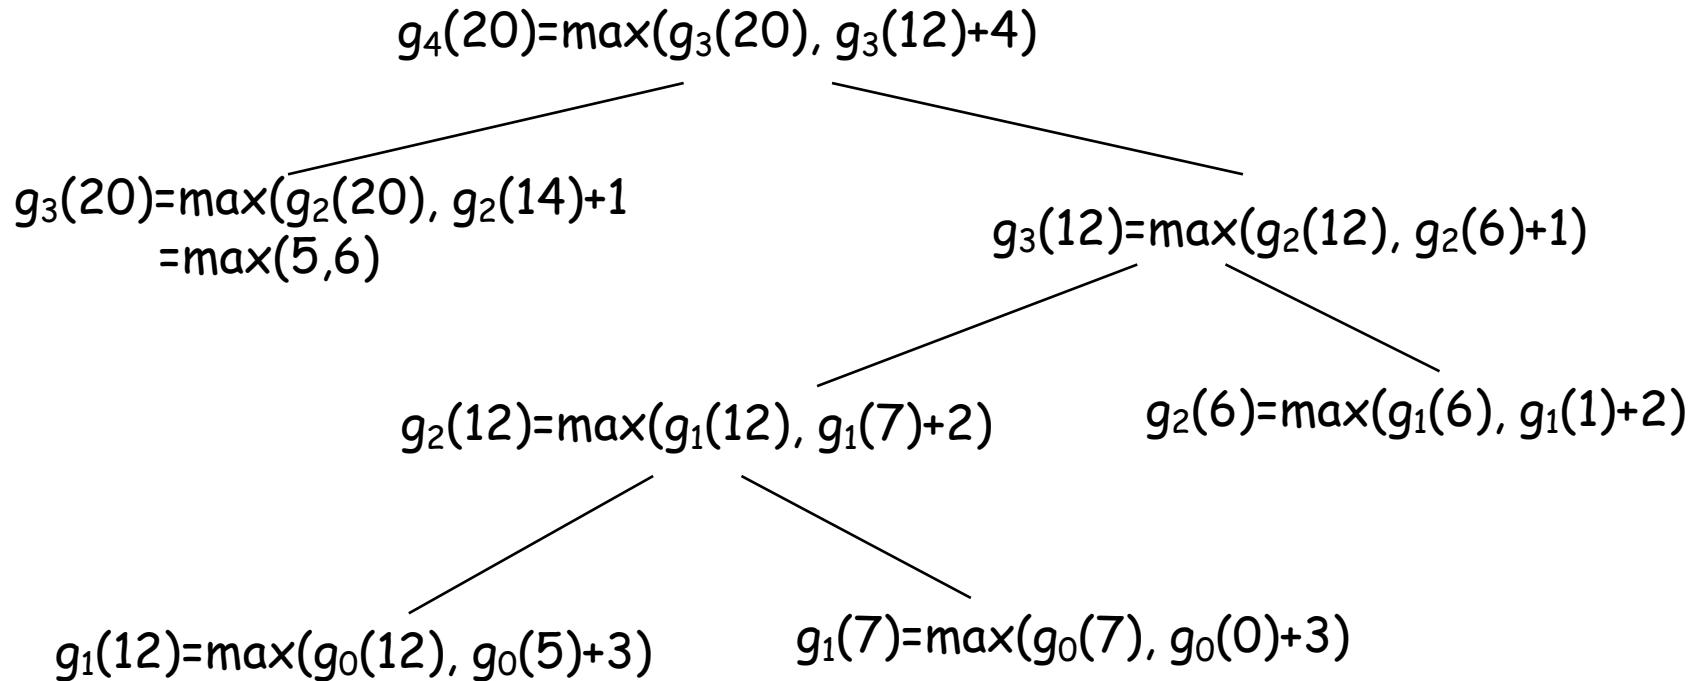 g₄(20)=max(g₃(20), g₃(12)+4)
g₃(20)=max(g₂(20), g₂(14)+1
=max(5,6)
g₃(12)=max(g₂(12), g₂(6)+1)
g₂(12)=max(g₁(12), g₁(7)+2)
g₂(6)=max(g₁(6), g₁(1)+2)
g₁(12)=max(g₀(12), g₀(5)+3)
g₁(7)=max(g₀(7), g₀(0)+3)